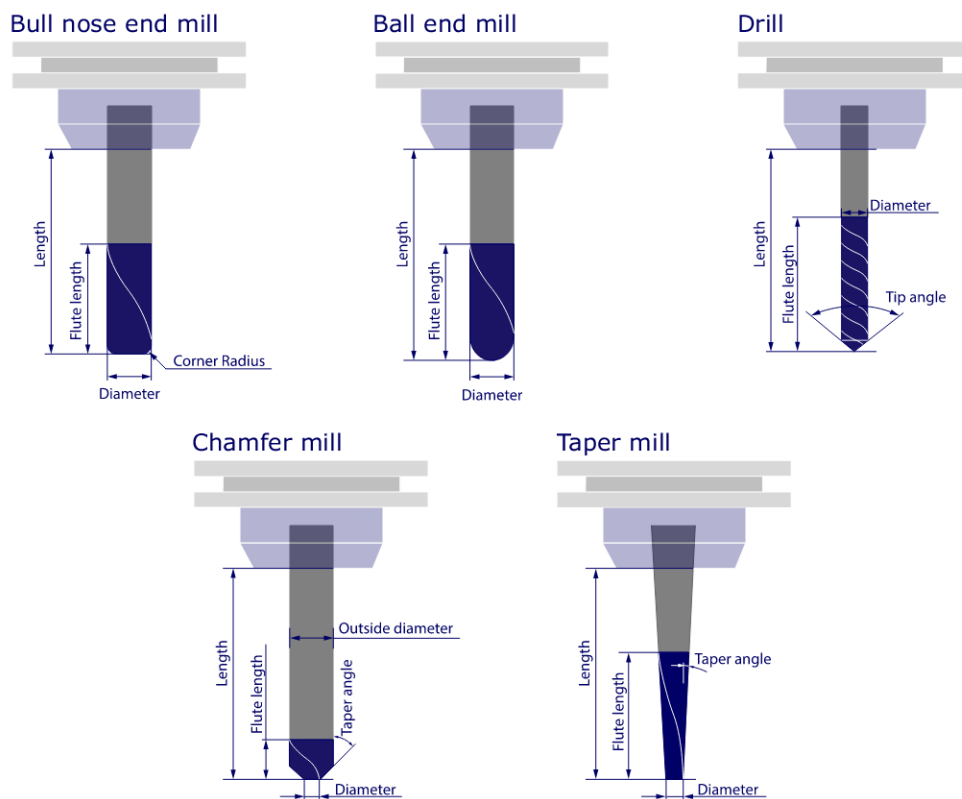 Bull nose end mill
Length
Flute length
Corner Radius
Diameter
Ball end mill
Length
Flute length
Diameter
Drill
Length
Flute length
Diameter
Tip angle
Chamfer mill
Length
Flute length
Outside diameter
Taper angle
Diameter
Taper mill
Length
Flute length
Taper angle
Diameter